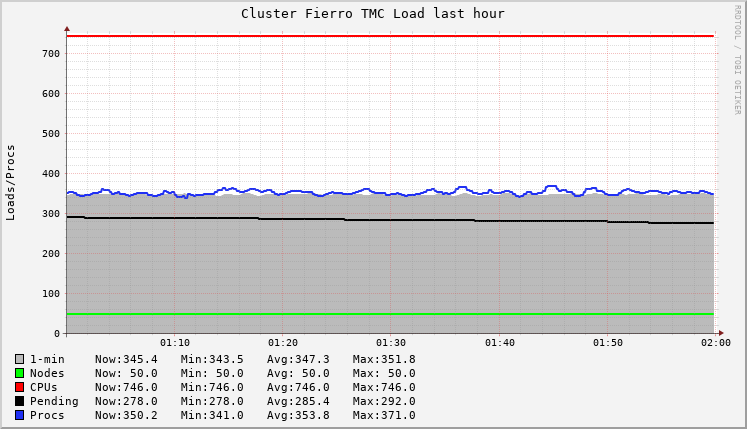 Cluster Fierro TMC Load last hour
RRDTOOL / TOBI OETIKER
Loads/Procs
700
600
500
400
300
200
100
0
01:10 01:20 01:30 01:40 01:50 02:00
1-min Now:345.4 Min:343.5 Avg:347.3 Max:351.8
Nodes Now: 50.0 Min: 50.0 Avg: 50.0 Max: 50.0
CPUs Now:746.0 Min:746.0 Avg:746.0 Max:746.0
Pending Now:278.0 Min:278.0 Avg:285.4 Max:292.0
Procs Now:350.2 Min:341.0 Avg:353.8 Max:371.0